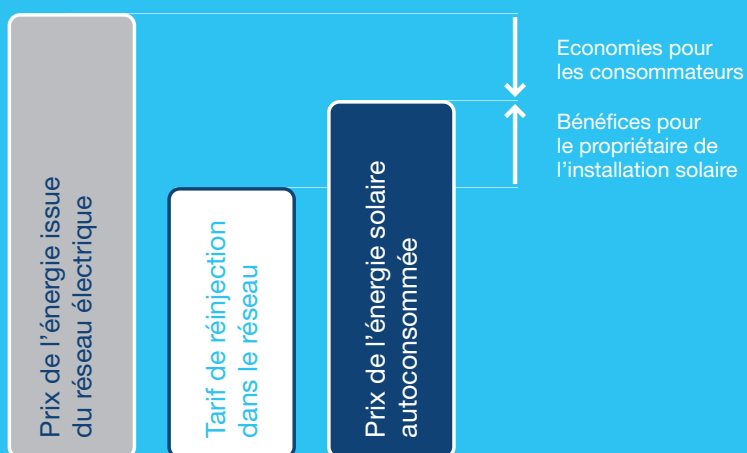 Economies pour
les consommateurs
Bénéfices pour
le propriétaire de
l’installation solaire
Prix de l’énergie issue
du réseau électrique
Tarif de réinjection
dans le réseau
Prix de l’énergie solaire
autoconsommée